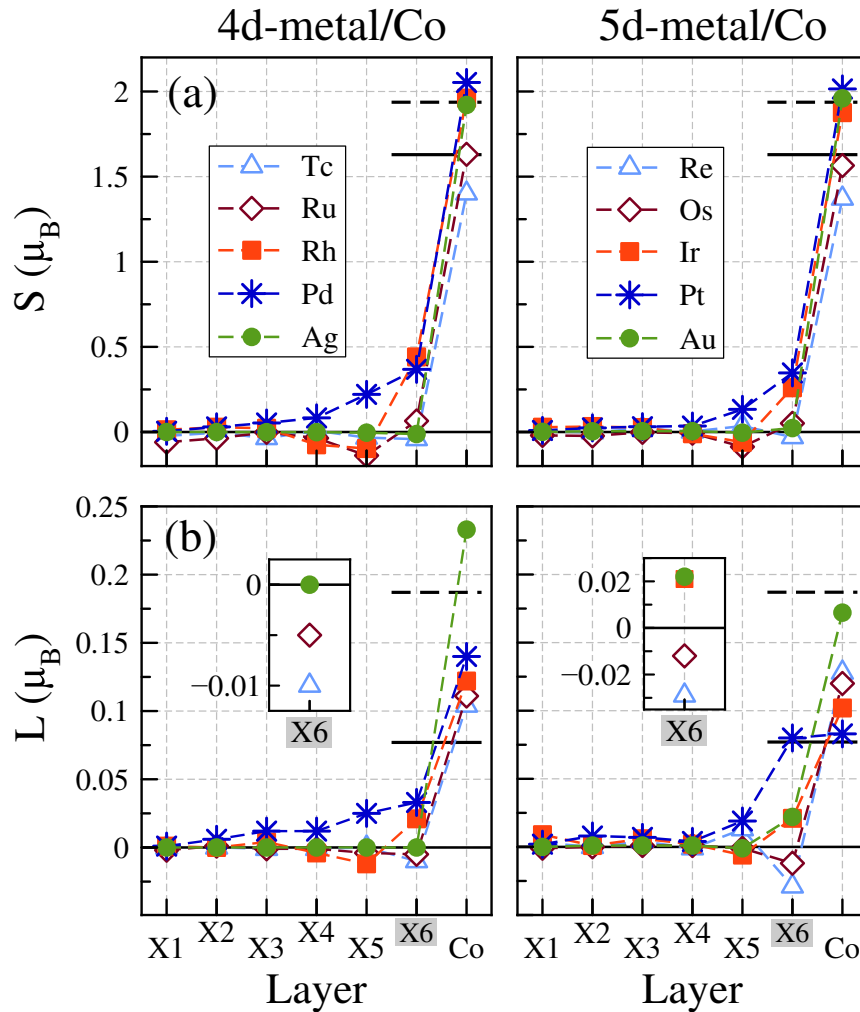 4d-metal/Co 5d-metal/Co
(a)
S (μB)
2
1.5
1
0.5
0
Tc
Ru
Rh
Pd
Ag
Re
Os
Ir
Pt
Au
(b)
L (μB)
0.25
0.2
0.15
0.1
0.05
0
0
−0.01
X6
0.02
0
−0.02
X6
X1 X2 X3 X4 X5 X6 Co
X1 X2 X3 X4 X5 X6 Co
Layer Layer